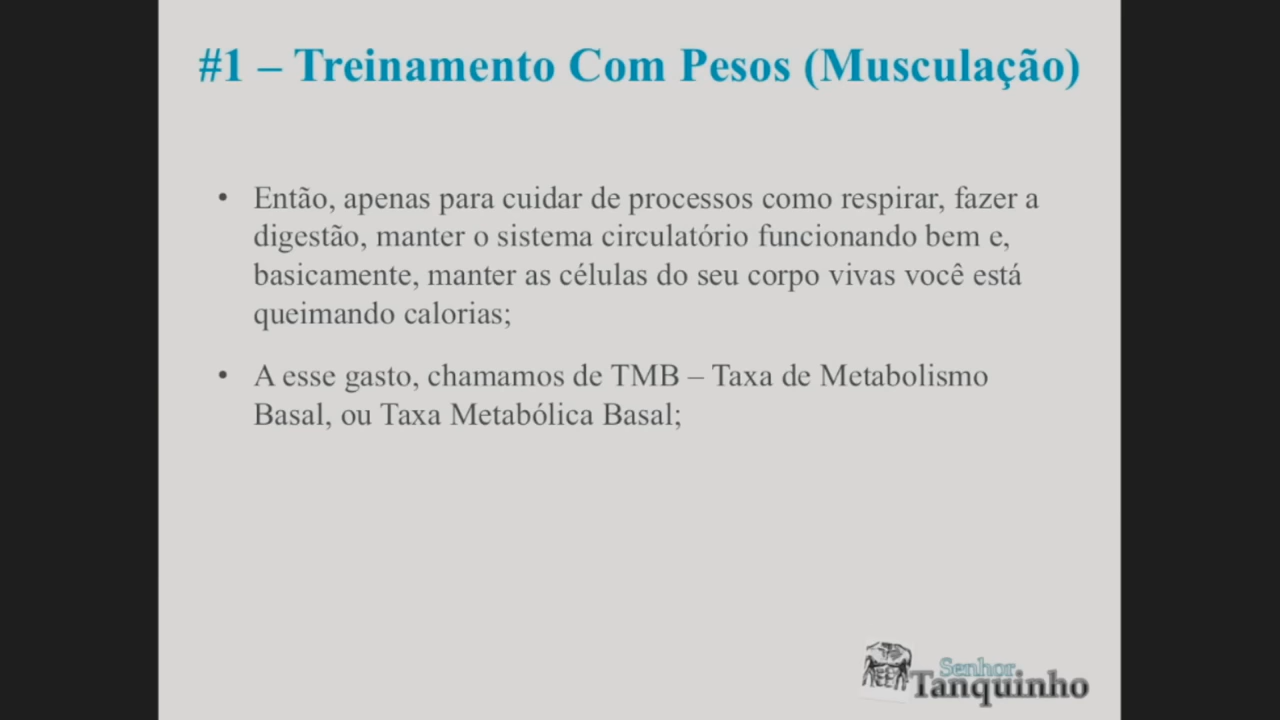 #1 – Treinamento Com Pesos (Musculação)
• Então, apenas para cuidar de processos como respirar, fazer a
digestão, manter o sistema circulatório funcionando bem e,
basicamente, manter as células do seu corpo vivas você está
queimando calorias;
• A esse gasto, chamamos de TMB – Taxa de Metabolismo
Basal, ou Taxa Metabólica Basal;
Senhor
Tanquinho